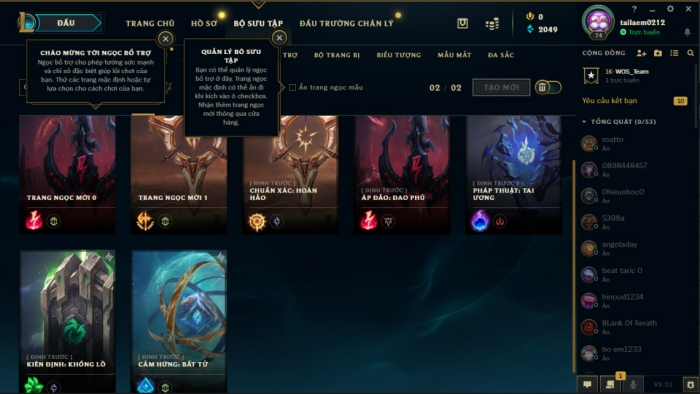 ĐẤU
TRANG CHỦ
HỒ SƠ
BỘ SƯU TẬP
ĐẤU TRƯỜNG CHÂN LÝ
0
2049
74
tailaem0212
Trực tuyến
CHÀO MỪNG TỚI NGỌC BỔ TRỢ
Ngọc bổ trợ cho phép tướng sức mạnh
và chỉ số đặc biệt giúp lối chơi của
bạn. Thử các trang mặc định hoặc tự
lựa chọn cho cách chơi của bạn.
QUẢN LÝ BỘ SƯU
TẬP
Bạn có thể quản lý ngọc
bổ trợ ở đây. Trang ngọc
mặc định có thể ẩn đi
khi kích vào ô checkbox.
Nhận thêm trang ngọc
mới thông qua cửa
hàng.
TRỢ
BỘ TRANG BỊ
BIỂU TƯỢNG
MẪU MẮT
ĐA SẮC
Ẩn trang ngọc mẫu
02 / 02
TẠO MỚI
TRANG NGỌC MỚI 0
TRANG NGỌC MỚI 1
[ ĐỊNH TRƯỚC ]
CHUẨN XÁC: HOÀN
HẢO
[ ĐỊNH TRƯỚC ]
ÁP ĐẢO: ĐAO PHỦ
[ ĐỊNH TRƯỚC ]
PHÁP THUẬT: TAI
ƯƠNG
[ ĐỊNH TRƯỚC ]
KIÊN ĐỊNH: KHỔNG LỒ
[ ĐỊNH TRƯỚC ]
CẢM HỨNG: BẤT TỬ
CỘNG ĐỒNG
1K· WOS_Team
1 trực tuyến
Yêu cầu kết bạn
10
TỔNG QUÁT (0/53)
roatto
Ẩn
0898448457
Ẩn
0hieunhoc0
Ẩn
5398a
Ẩn
angoladay
Ẩn
beat taric 0
Ẩn
binood1234
Ẩn
BLank Of Xerath
Ẩn
bo em1233
Ẩn
1
V9.13